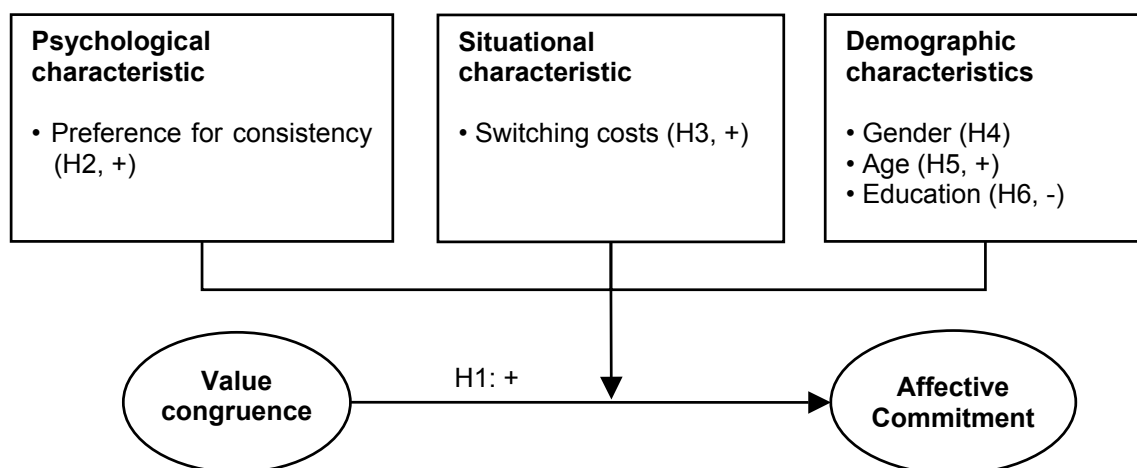 Psychological
characteristic
• Preference for consistency
(H2, +)
Situational
characteristic
• Switching costs (H3, +)
Demographic
characteristics
• Gender (H4)
• Age (H5, +)
• Education (H6, -)
Value
congruence
H1: +
Affective
Commitment